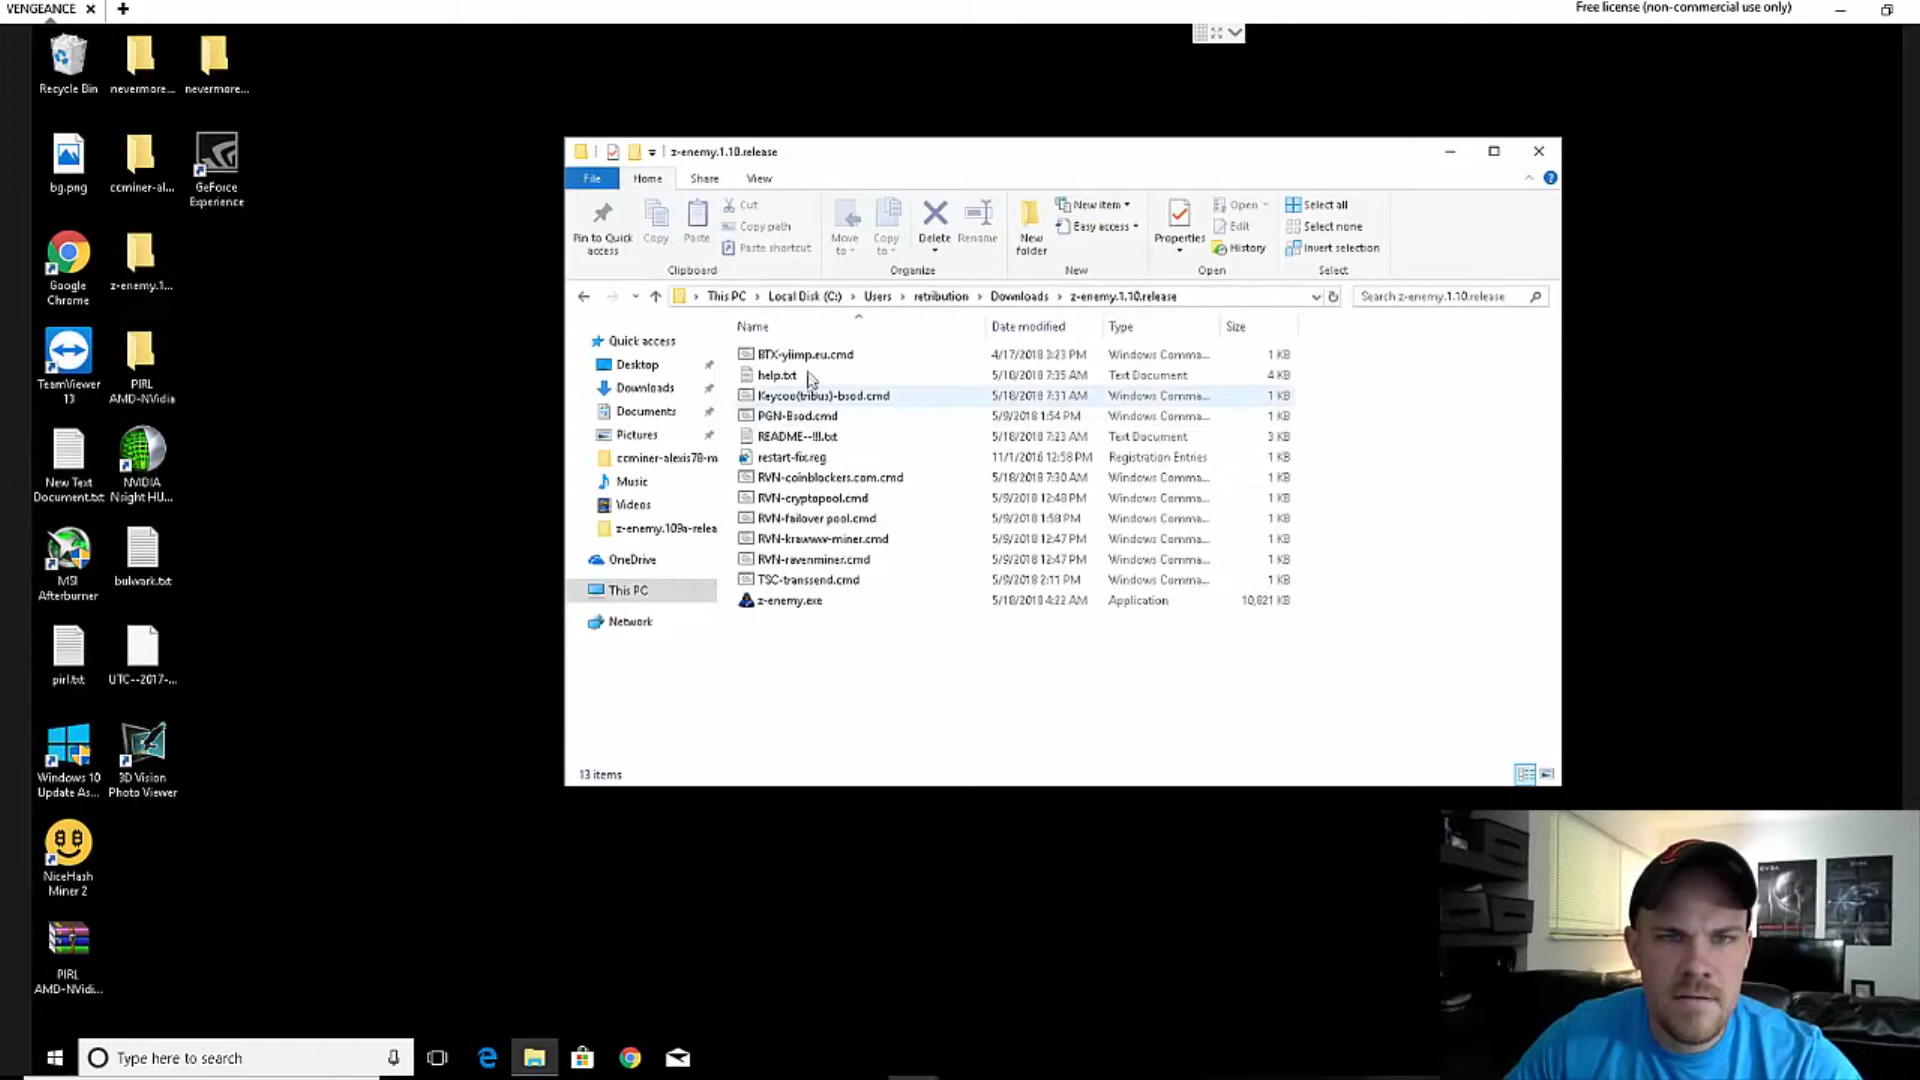 VENGEANCE
Free license (non-commercial use only)
Recycle Bin
nevermore...
nevermore...
bg.png
ccminer-al...
GeForce
Experience
Google
Chrome
z-enemy.1...
TeamViewer
13
PIRL
AMD-NVidia
New Text
Document.txt
NVIDIA
Nsight HU...
MSI
Afterburner
bulwark.txt
pirl.txt
UTC--2017-...
Windows 10
Update As...
3D Vision
Photo Viewer
NiceHash
Miner 2
PIRL
AMD-NVidi...
z-enemy.1.10.release
File
Home
Share
View
Pin to Quick
access
Copy
Paste
Cut
Copy path
Paste shortcut
Clipboard
Move
to
Copy
to
Delete
Rename
Organize
New
folder
New item
Easy access
New
Properties
Open
Edit
History
Open
Select all
Select none
Invert selection
Select
This PC > Local Disk (C:) > Users > retribution > Downloads > z-enemy.1.10.release
Search z-enemy.1.10.release
Quick access
Desktop
Downloads
Documents
Pictures
ccminer-alexis78-m
Music
Videos
z-enemy.109a-relea
OneDrive
This PC
Network
Name Date modified Type Size
BTX-yiimp.eu.cmd 4/17/2018 3:23 PM Windows Comma... 1 KB
help.txt 5/18/2018 7:35 AM Text Document 4 KB
Keycoo(tribus)-bsod.cmd 5/18/2018 7:31 AM Windows Comma... 1 KB
PGN-Bsod.cmd 5/9/2018 1:54 PM Windows Comma... 1 KB
README--!!!.txt 5/18/2018 7:23 AM Text Document 3 KB
restart-fix.reg 11/1/2016 12:58 PM Registration Entries 1 KB
RVN-coinblockers.com.cmd 5/18/2018 7:30 AM Windows Comma... 1 KB
RVN-cryptopool.cmd 5/9/2018 12:48 PM Windows Comma... 1 KB
RVN-failover pool.cmd 5/9/2018 1:58 PM Windows Comma... 1 KB
RVN-krawww-miner.cmd 5/9/2018 12:47 PM Windows Comma... 1 KB
RVN-ravenminer.cmd 5/9/2018 12:47 PM Windows Comma... 1 KB
TSC-transsend.cmd 5/9/2018 2:11 PM Windows Comma... 1 KB
z-enemy.exe 5/18/2018 4:22 AM Application 10,821 KB
13 items
EVGA
Type here to search